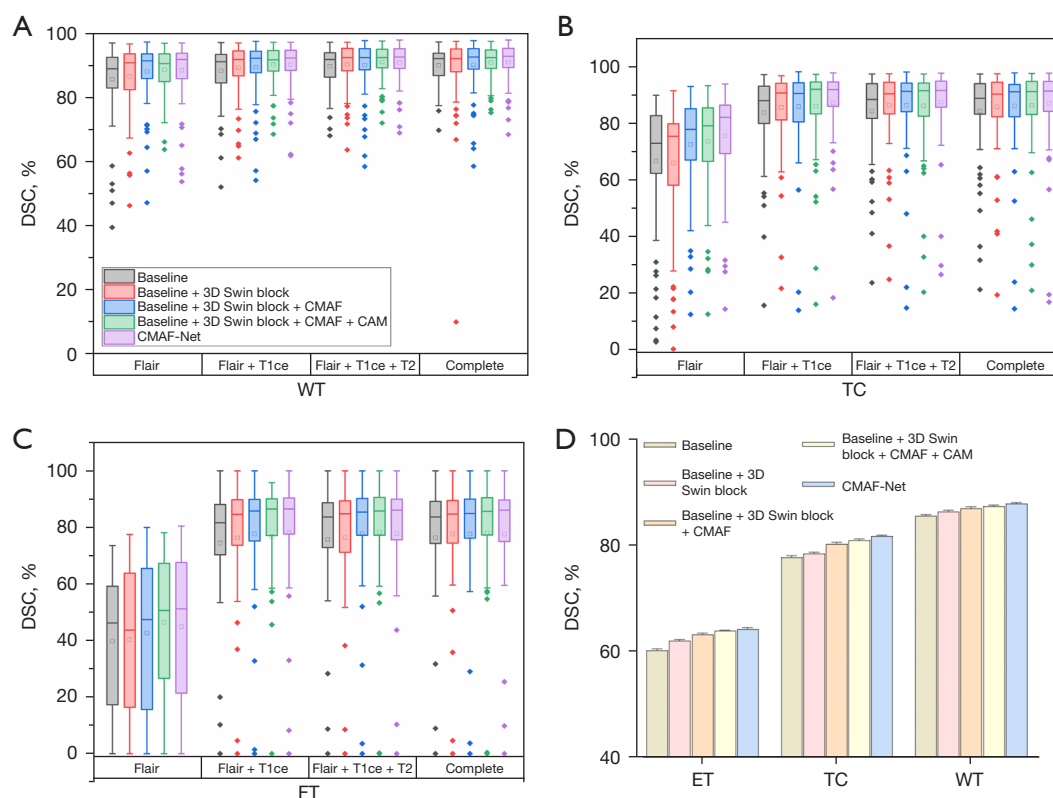 A
100
80
60
40
20
0
DSC, %
Baseline
Baseline + 3D Swin block
Baseline + 3D Swin block + CMAF
Baseline + 3D Swin block + CMAF + CAM
CMAF-Net
Flair
Flair + T1ce
Flair + T1ce + T2
Complete
WT
B
100
80
60
40
20
0
DSC, %
Flair
Flair + T1ce
Flair + T1ce + T2
Complete
TC
C
100
80
60
40
20
0
DSC, %
Flair
Flair + T1ce
Flair + T1ce + T2
Complete
ET
D
100
80
60
40
DSC, %
Baseline
Baseline + 3D
Swin block
Baseline + 3D Swin block
+ CMAF
Baseline + 3D Swin
block + CMAF + CAM
CMAF-Net
ET
TC
WT